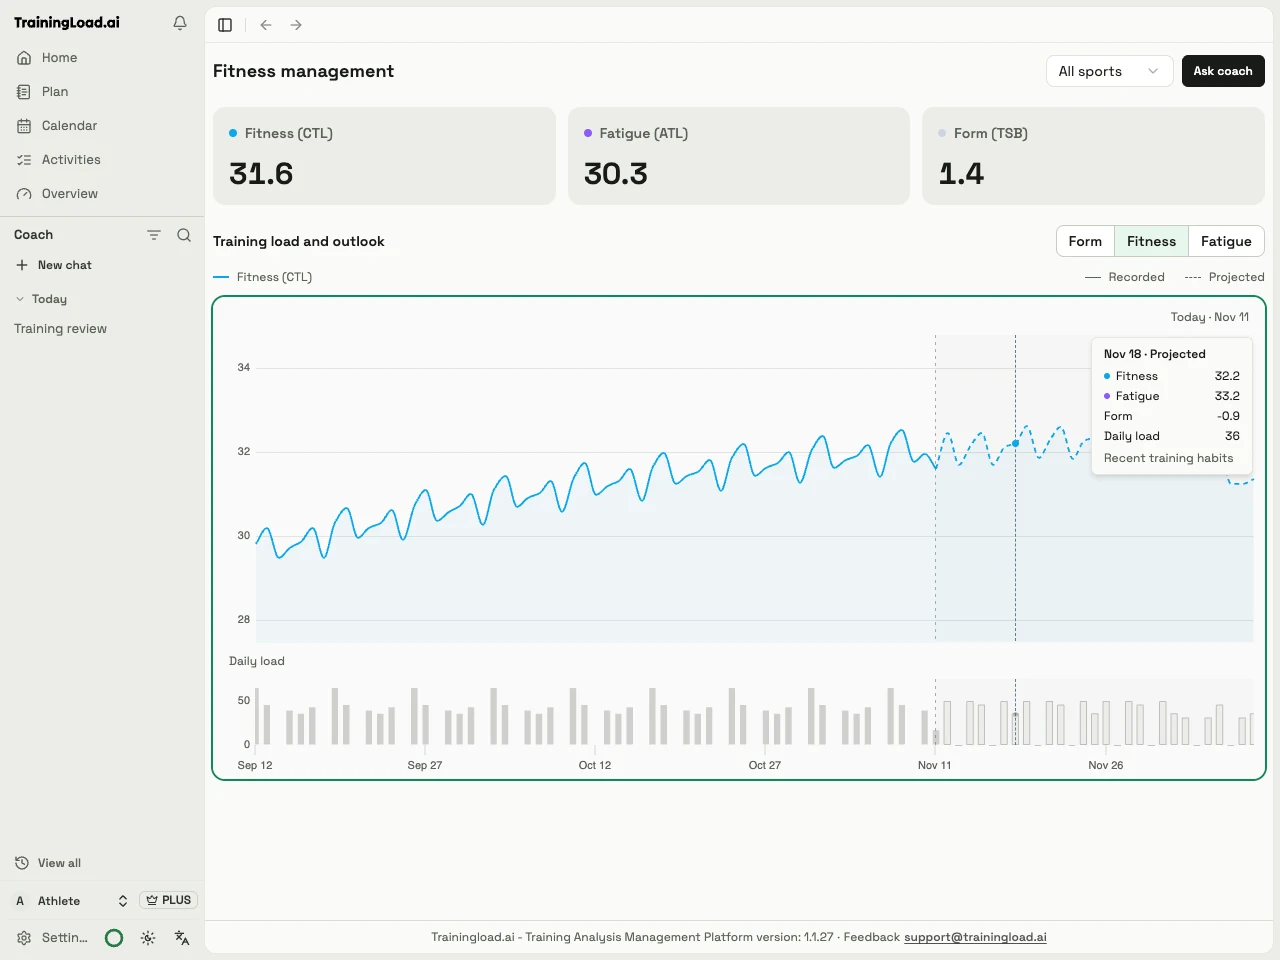 TrainingLoad.ai
Home
Plan
Calendar
Activities
Overview
Coach
New chat
Today
Training review
View all
A Athlete PLUS
Settin...
Fitness management
All sports
Ask coach
Fitness (CTL)
31.6
Fatigue (ATL)
30.3
Form (TSB)
1.4
Training load and outlook
Form Fitness Fatigue
Fitness (CTL)
Recorded Projected
Today · Nov 11
Nov 18 · Projected
Fitness 32.2
Fatigue 33.2
Form -0.9
Daily load 36
Recent training habits
34
32
30
28
Daily load
50
0
Sep 12 Sep 27 Oct 12 Oct 27 Nov 11 Nov 26
Trainingload.ai - Training Analysis Management Platform version: 1.1.27 · Feedback support@trainingload.ai